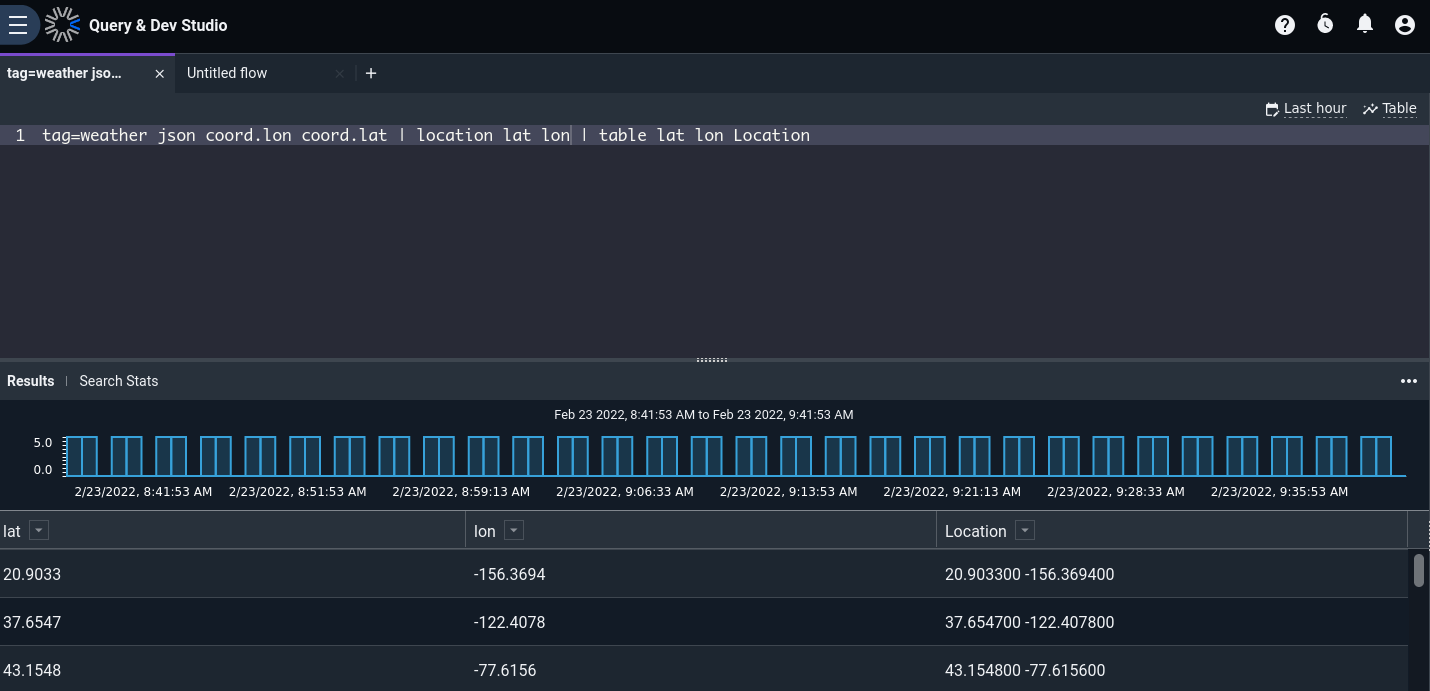 Query & Dev Studio
tag=weather jso... × Untitled flow × +
Last hour Table
1 tag=weather json coord.lon coord.lat | location lat lon | table lat lon Location
Results | Search Stats
Feb 23 2022, 8:41:53 AM to Feb 23 2022, 9:41:53 AM
5.0
0.0
2/23/2022, 8:41:53 AM 2/23/2022, 8:51:53 AM 2/23/2022, 8:59:13 AM 2/23/2022, 9:06:33 AM 2/23/2022, 9:13:53 AM 2/23/2022, 9:21:13 AM 2/23/2022, 9:28:33 AM 2/23/2022, 9:35:53 AM
lat lon Location
20.9033 -156.3694 20.903300 -156.369400
37.6547 -122.4078 37.654700 -122.407800
43.1548 -77.6156 43.154800 -77.615600